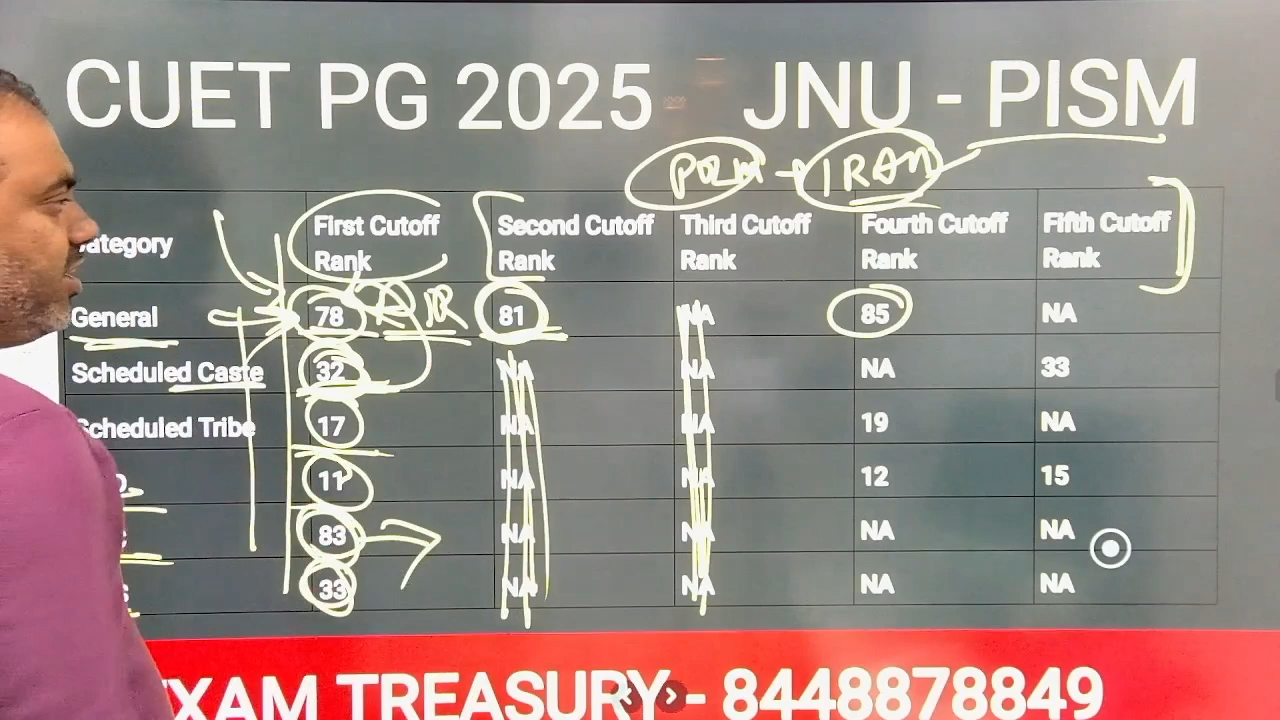 CUET PG 2025 JNU - PISM
IRAN
ategory First Cutoff Rank Second Cutoff Rank Third Cutoff Rank Fourth Cutoff Rank Fifth Cutoff Rank
General 78 81 NA 85 NA
Scheduled Caste 32 NA NA NA 33
Scheduled Tribe 17 NA NA 19 NA
11 NA NA 12 15
83 NA NA NA NA
33 NA NA NA NA
EXAM TREASURY - 8448878849